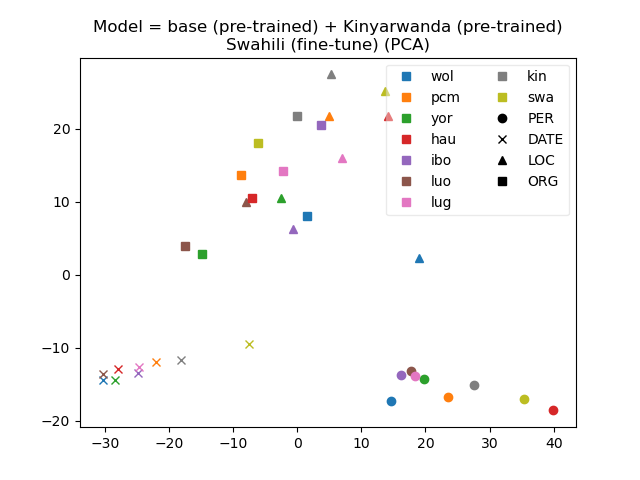 Model = base (pre-trained) + Kinyarwanda (pre-trained)
Swahili (fine-tune) (PCA)
20
10
0
−10
−20
−30
−20
−10
0
10
20
30
40
wol
pcm
yor
hau
ibo
luo
lug
kin
swa
PER
DATE
LOC
ORG